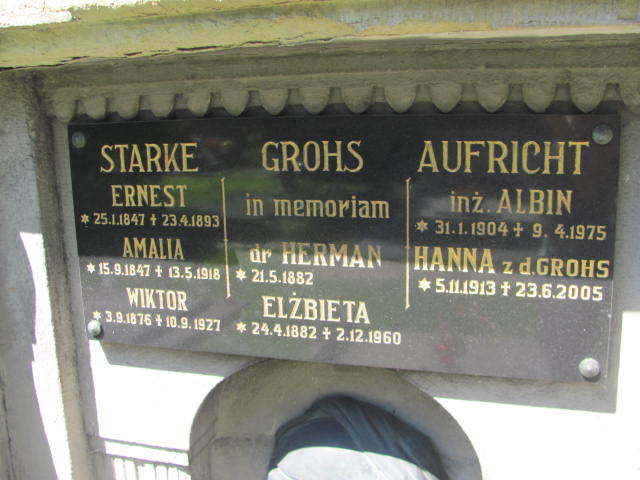 STARKE
ERNEST
* 25.1.1847 + 23.4.1893
AMALIA
* 15.9.1847 + 13.5.1918
WIKTOR
* 3.9.1876 + 10.9.1927
GROHS
in memoriam
dr HERMAN
* 21.5.1882
ELŻBIETA
* 24.4.1882 + 2.12.1960
AUFRICHT
inż. ALBIN
* 31.1.1904 + 9.4.1975
HANNA z d. GROHS
* 5.11.1913 + 23.6.2005